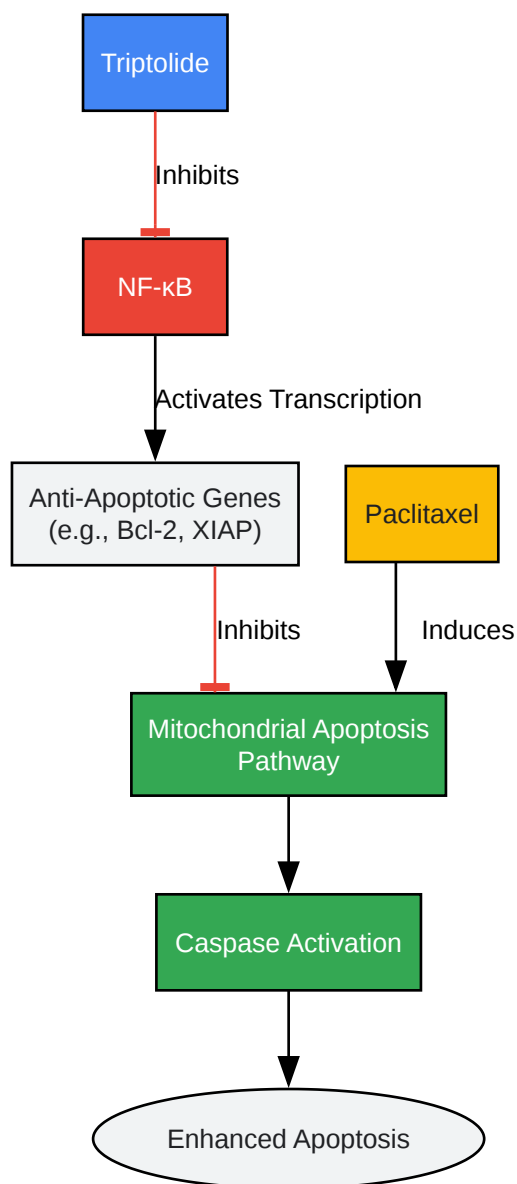 Triptolide
Inhibits
NF-κB
Activates Transcription
Anti-Apoptotic Genes
(e.g., Bcl-2, XIAP)
Paclitaxel
Inhibits
Induces
Mitochondrial Apoptosis
Pathway
Caspase Activation
Enhanced Apoptosis